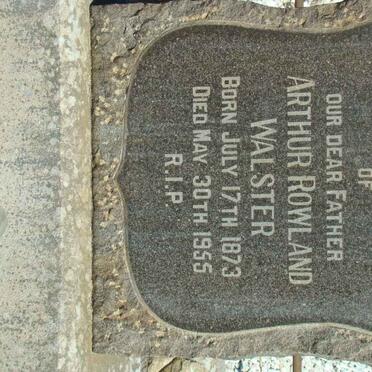 OF
OUR DEAR FATHER
ARTHUR ROWLAND
WALSTER
BORN JULY 17TH 1873
DIED MAY 30TH 1955
R.I.P.